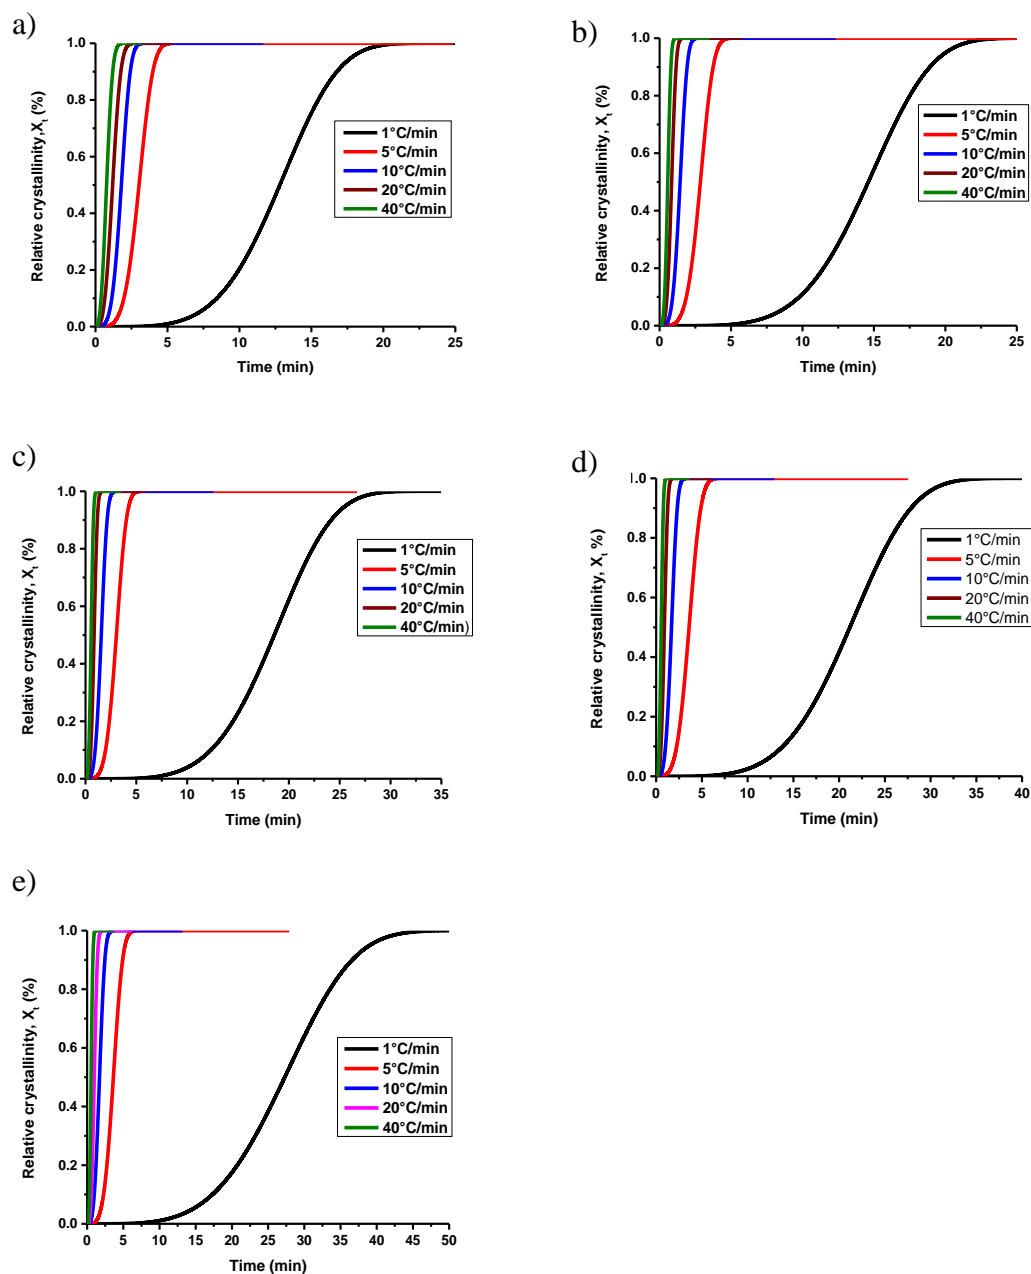 a)
1.0
0.8
0.6
0.4
0.2
0.0
0
5
10
15
20
25
Relative crystallinity,Xt (%)
Time (min)
1°C/min
5°C/min
10°C/min
20°C/min
40°C/min
b)
1.0
0.8
0.6
0.4
0.2
0.0
0
5
10
15
20
25
Relative crystallinity, Xt (%)
Time (min)
1°C/min
5°C/min
10°C/min
20°C/min
40°C/min
c)
1.0
0.8
0.6
0.4
0.2
0.0
0
5
10
15
20
25
30
35
Relative crystallinity, Xt (%)
Time (min)
1°C/min
5°C/min
10°C/min
20°C/min
40°C/min)
d)
1.0
0.8
0.6
0.4
0.2
0.0
0
5
10
15
20
25
30
35
40
Relative crystallinity, Xt %)
Time (min)
1°C/min
5°C/min
10°C/min
20°C/min
40°C/min
e)
1.0
0.8
0.6
0.4
0.2
0.0
0
5
10
15
20
25
30
35
40
45
50
Relative crystallinity, Xt (%)
Time (min)
1°C/min
5°C/min
10°C/min
20°C/min
40°C/min